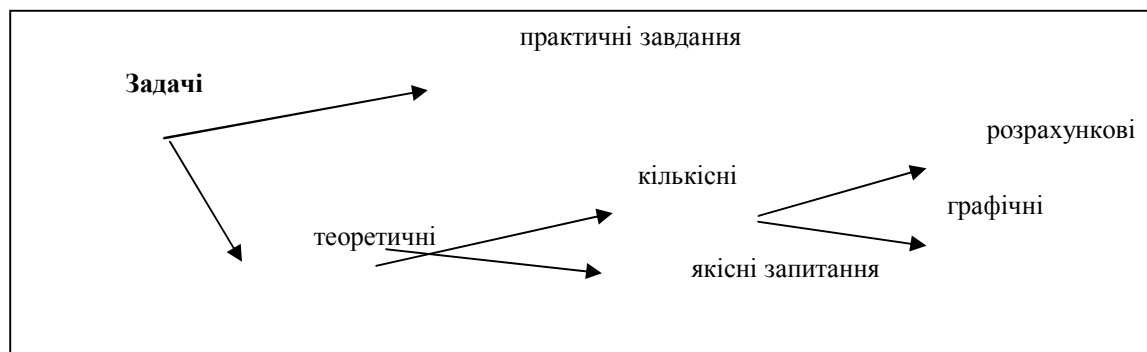 практичні завдання
Задачі
розрахункові
кількісні
графічні
теоретичні
якісні запитання